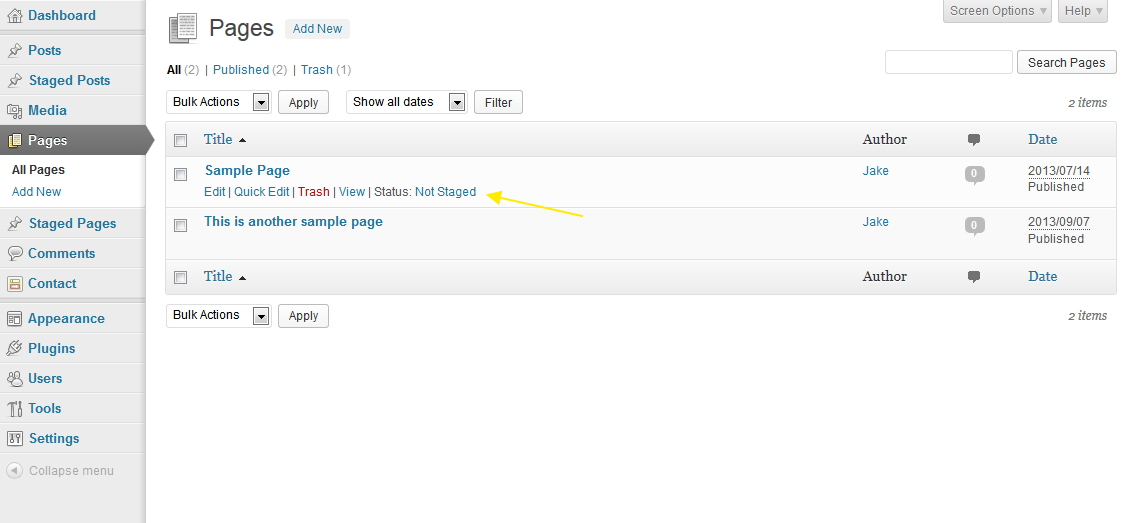 Dashboard
Posts
Staged Posts
Media
Pages
All Pages
Add New
Staged Pages
Comments
Contact
Appearance
Plugins
Users
Tools
Settings
Collapse menu
Screen Options Help
Pages Add New
All (2) | Published (2) | Trash (1)
Search Pages
Bulk Actions Apply Show all dates Filter 2 items
Title Author Date
Sample Page Jake 0 2013/07/14
Edit | Quick Edit | Trash | View | Status: Not Staged Published
This is another sample page Jake 0 2013/09/07
Published
Title Author Date
Bulk Actions Apply 2 items